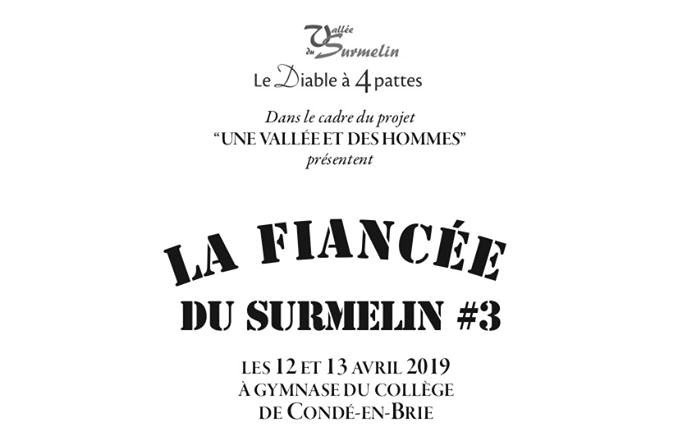 Vallée
du Surmelin
Le Diable à 4 pattes
Dans le cadre du projet
“UNE VALLÉE ET DES HOMMES”
présentent
LA FIANCÉE
DU SURMELIN #3
LES 12 ET 13 AVRIL 2019
À GYMNASE DU COLLÈGE
DE CONDÉ-EN-BRIE